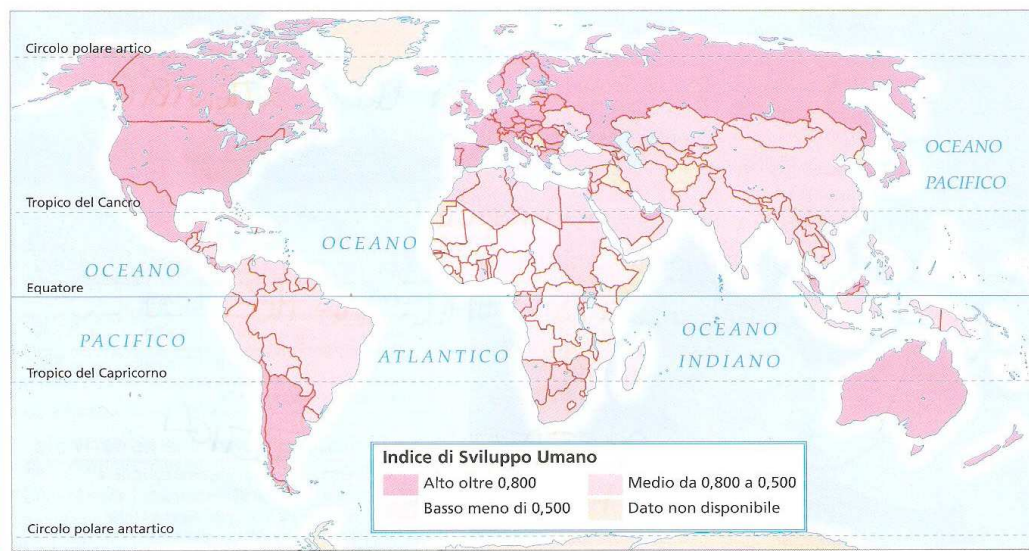 Circolo polare artico
OCEANO
PACIFICO
Tropico del Cancro
OCEANO
OCEANO
Equatore
OCEANO
PACIFICO
ATLANTICO
INDIANO
Tropico del Capricorno
Indice di Sviluppo Umano
Alto oltre 0,800
Medio da 0,800 a 0,500
Basso meno di 0,500
Dato non disponibile
Circolo polare antartico